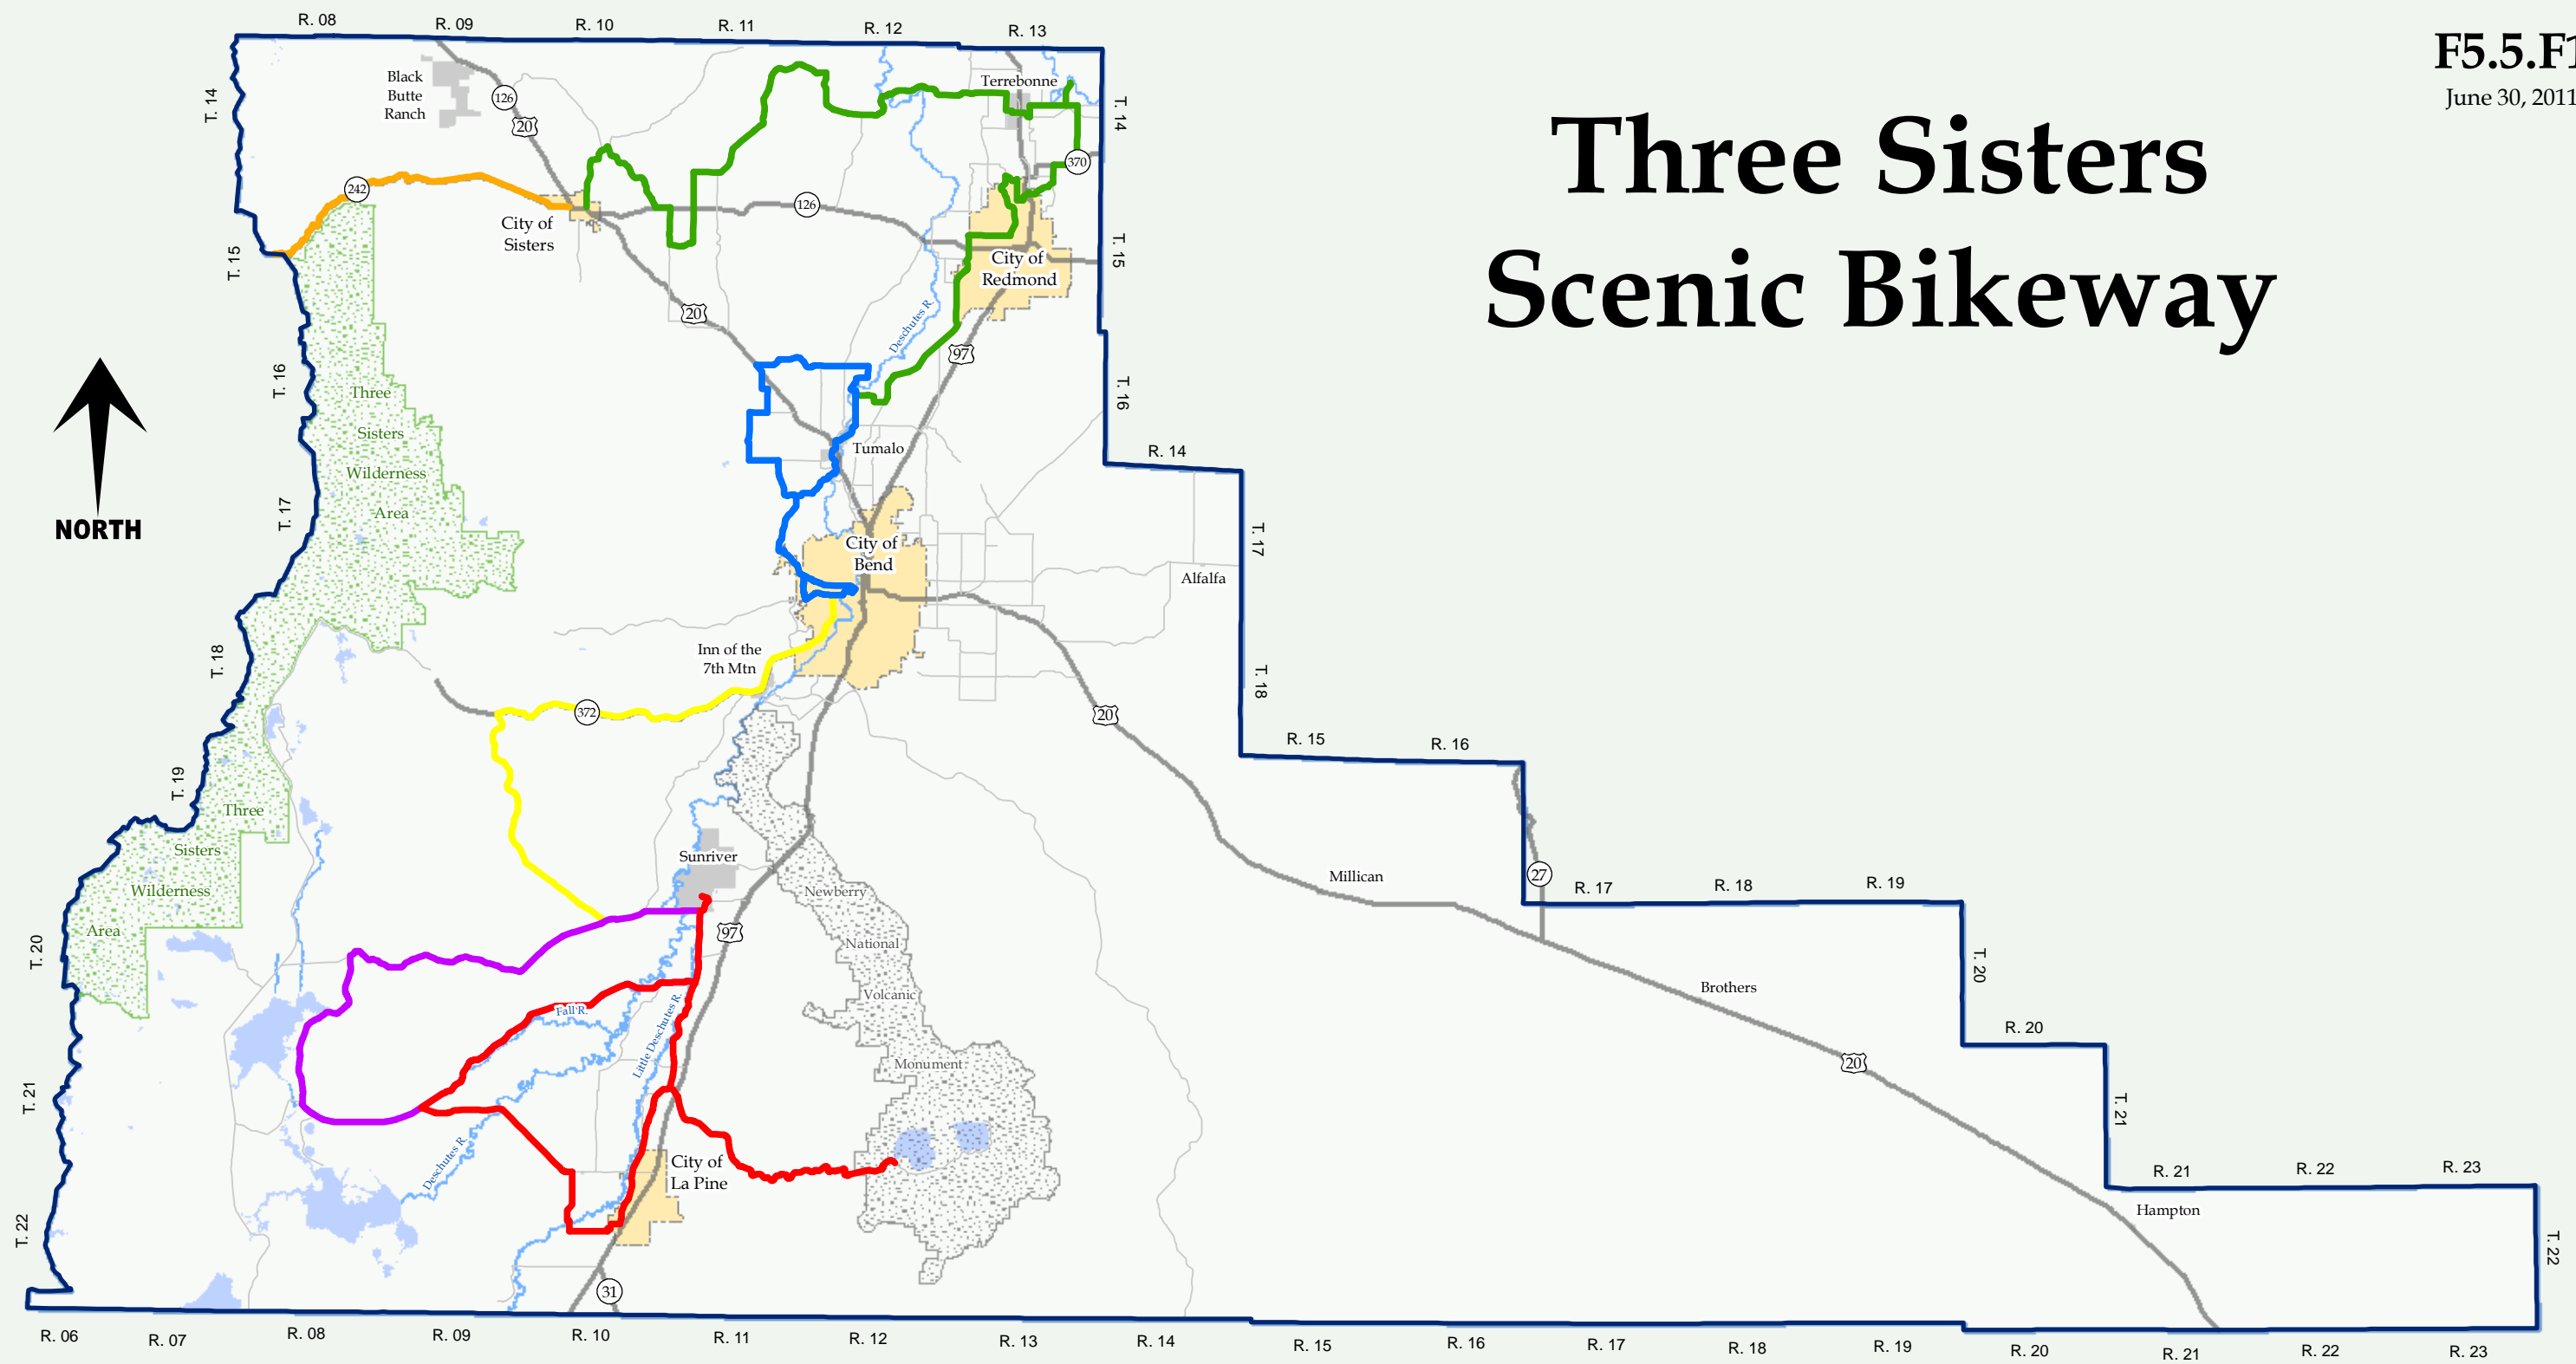 F5.5.F1
June 30, 2011
Three Sisters
Scenic Bikeway
R. 08
R. 09
R. 10
R. 11
R. 12
R. 13
T. 14
Black
Butte
Ranch
126
20
Terrebonne
T. 14
370
242
City of
Sisters
126
T. 15
T. 15
City of
Redmond
20
Deschutes R.
97
T. 16
T. 16
Three
Sisters
Wilderness
Area
Tumalo
R. 14
T. 17
T. 17
NORTH
City of
Bend
Alfalfa
Inn of the
7th Mtn
T. 18
T. 18
372
20
R. 15
R. 16
T. 19
Three
Sisters
Wilderness
Area
Sunriver
Newberry
National
Volcanic
Monument
97
Millican
27
R. 17
R. 18
R. 19
T. 20
T. 20
Brothers
Fall R.
Little Deschutes R.
R. 20
20
T. 21
T. 21
Deschutes R.
City of
La Pine
R. 21
R. 22
R. 23
Hampton
T. 22
T. 22
31
R. 06
R. 07
R. 08
R. 09
R. 10
R. 11
R. 12
R. 13
R. 14
R. 15
R. 16
R. 17
R. 18
R. 19
R. 20
R. 21
R. 22
R. 23